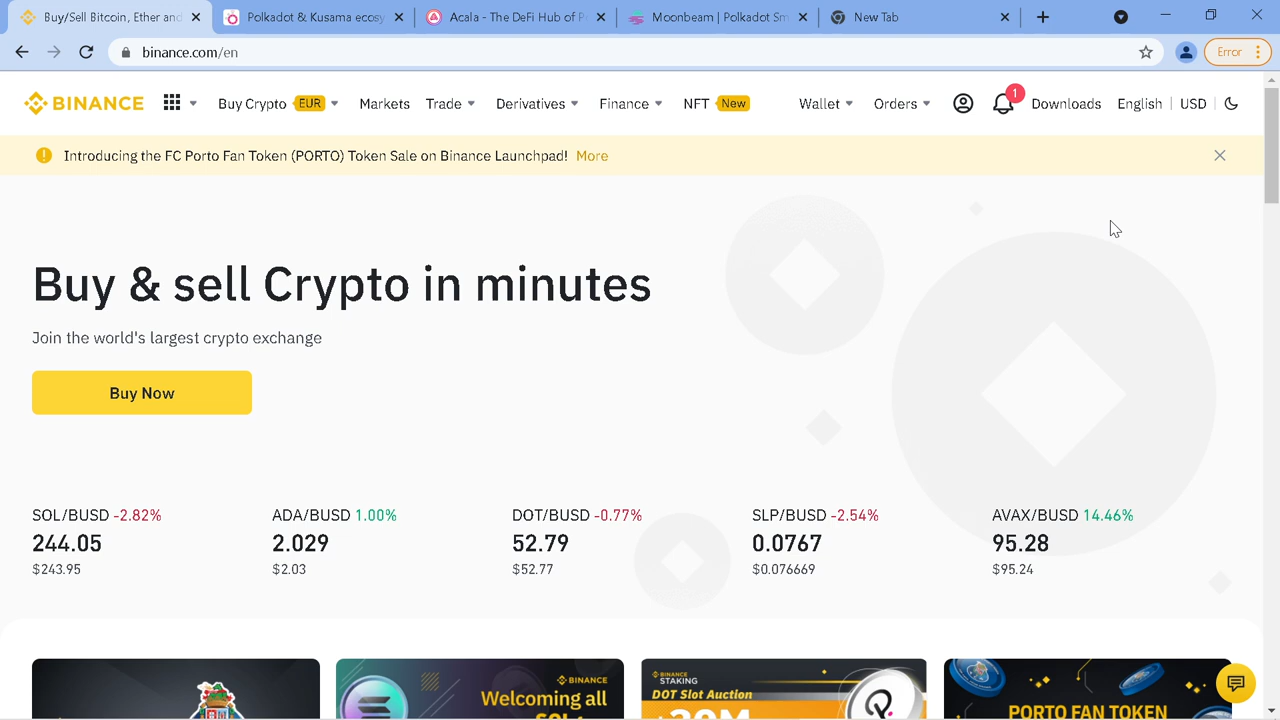 Buy/Sell Bitcoin, Ether and
Polkadot & Kusama ecosy
Acala - The DeFi Hub of P
Moonbeam | Polkadot Sm
New Tab
binance.com/en
Error
BINANCE
Buy Crypto EUR
Markets
Trade
Derivatives
Finance
NFT New
Wallet
Orders
1
Downloads
English
USD
Introducing the FC Porto Fan Token (PORTO) Token Sale on Binance Launchpad! More
Buy & sell Crypto in minutes
Join the world's largest crypto exchange
Buy Now
SOL/BUSD -2.82%
244.05
$243.95
ADA/BUSD 1.00%
2.029
$2.03
DOT/BUSD -0.77%
52.79
$52.77
SLP/BUSD -2.54%
0.0767
$0.076669
AVAX/BUSD 14.46%
95.28
$95.24
BINANCE
Welcoming all
BINANCE
STAKING
DOT Slot Auction
PORTO FAN TOKEN